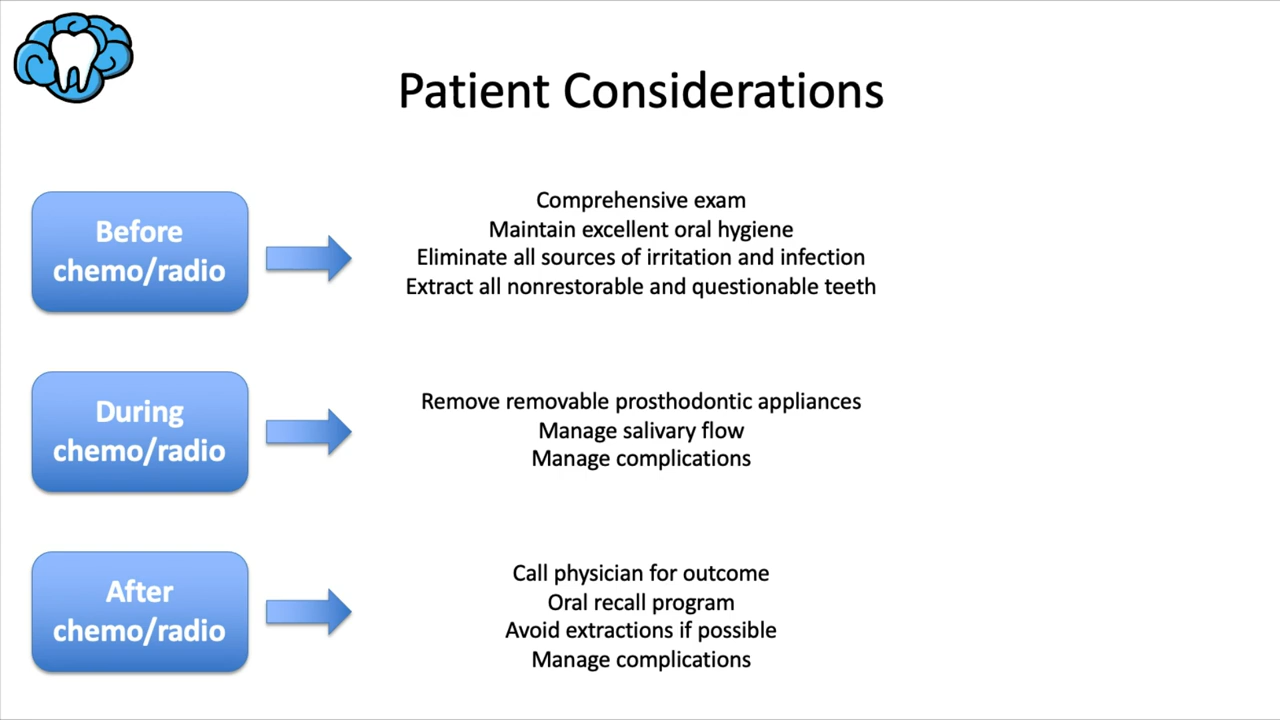 Patient Considerations
Before
chemo/radio
Comprehensive exam
Maintain excellent oral hygiene
Eliminate all sources of irritation and infection
Extract all nonrestorable and questionable teeth
During
chemo/radio
Remove removable prosthodontic appliances
Manage salivary flow
Manage complications
After
chemo/radio
Call physician for outcome
Oral recall program
Avoid extractions if possible
Manage complications